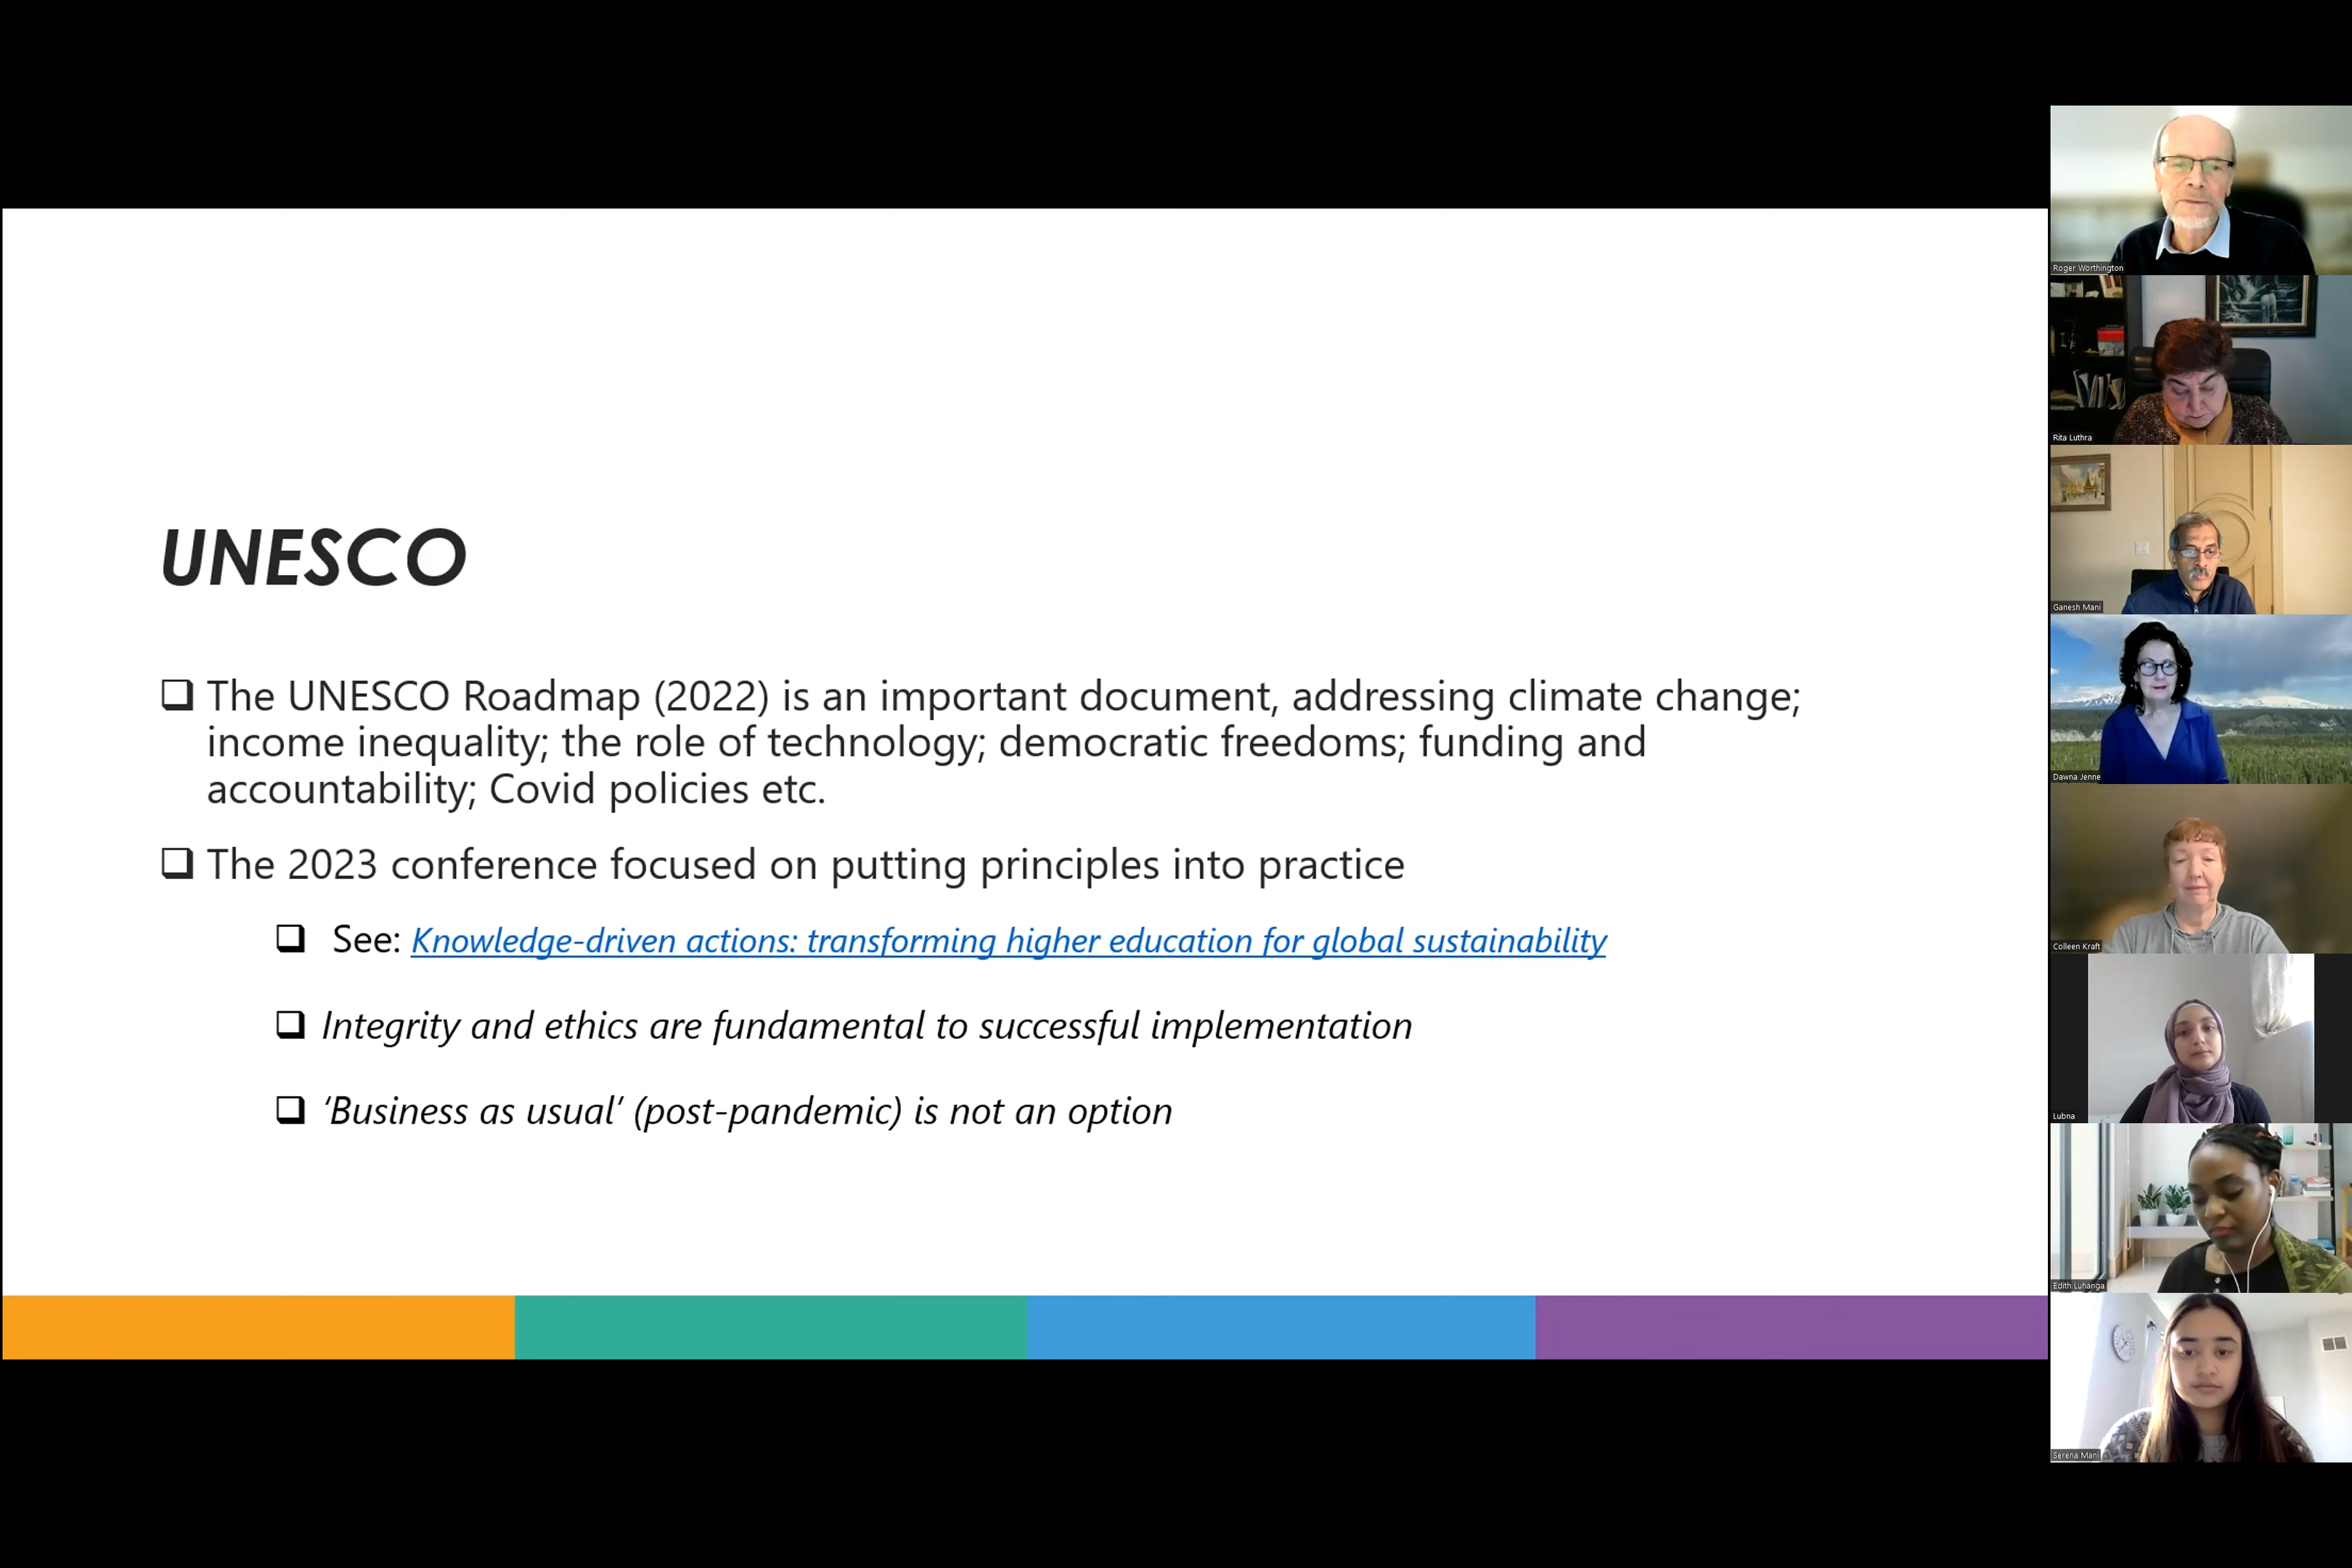 UNESCO
The UNESCO Roadmap (2022) is an important document, addressing climate change;
income inequality; the role of technology; democratic freedoms; funding and
accountability; Covid policies etc.
The 2023 conference focused on putting principles into practice
See: Knowledge-driven actions: transforming higher education for global sustainability
Integrity and ethics are fundamental to successful implementation
‘Business as usual’ (post-pandemic) is not an option
Roger Worthington
Rita Luthra
Ganesh Mani
Dawna Jenne
Colleen Kraft
Lubna
Edith Luhanga
Serena Mani